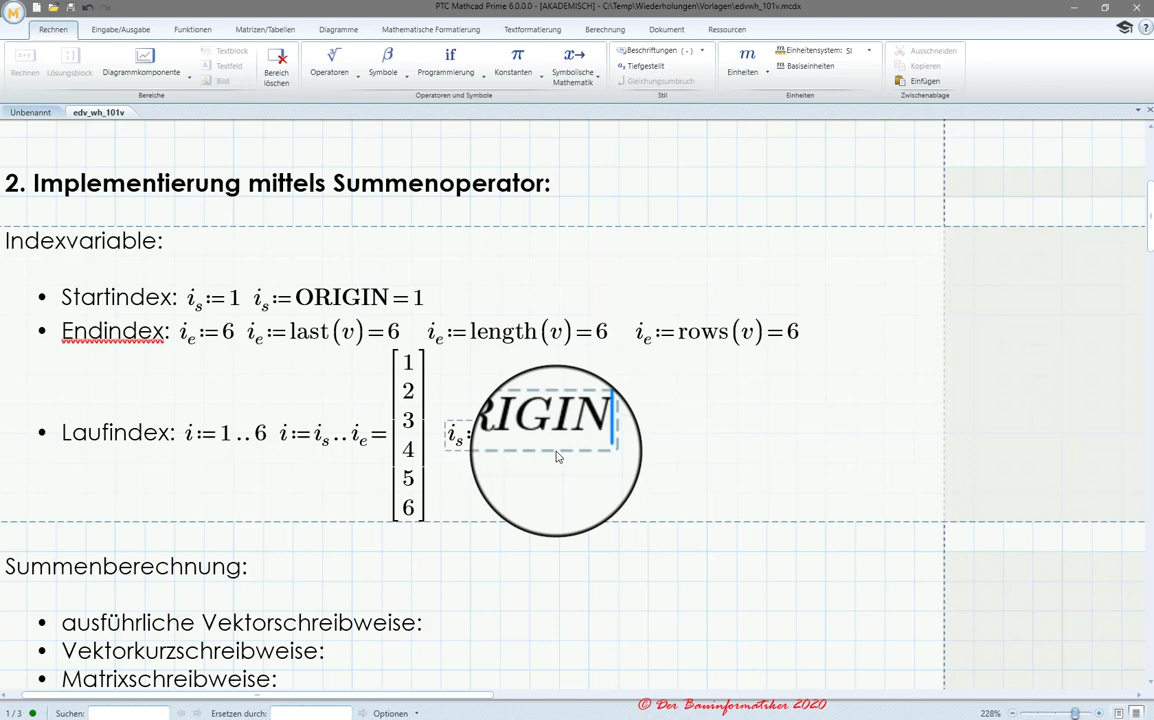 PTC Mathcad Prime 6.0.0.0 - [AKADEMISCH] - C:\Temp\Wiederholungen\Vorlagen\edvwh_101v.mcdx
Rechnen Eingabe/Ausgabe Funktionen Matrizen/Tabellen Diagramme Mathematische Formatierung Textformatierung Berechnung Dokument Ressourcen
Rechnen Lösungsblock Diagrammkomponente Textblock Textfeld Bild Bereich löschen
Operatoren Symbole Programmierung Konstanten Symbolische Mathematik
Beschriftungen (-) Tiefgestellt Gleichungsumbruch
Einheiten Einheitensystem: SI Basiseinheiten
Ausschneiden Kopieren Einfügen
Bereiche Operatoren und Symbole Stil Einheiten Zwischenablage
Unbenannt edv_wh_101v
2. Implementierung mittels Summenoperator:
Indexvariable:
• Startindex: i_s:=1 i_s:=ORIGIN=1
• Endindex: i_e:=6 i_e:=last(v)=6 i_e:=length(v)=6 i_e:=rows(v)=6
• Laufindex: i:=1..6 i:=i_s..i_e= [1 2 3 4 5 6] i_s: RIGIN
Summenberechnung:
• ausführliche Vektorschreibweise:
• Vektorkurzschreibweise:
• Matrixschreibweise:
© Der Bauinformatiker 2020
1 / 3 Suchen: Ersetzen durch: Optionen 228%